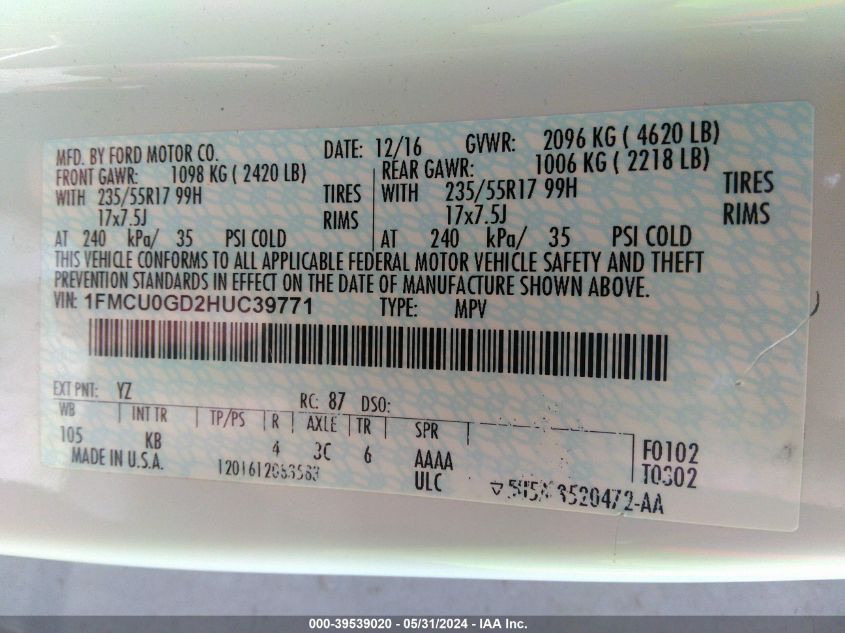 MFD. BY FORD MOTOR CO. DATE: 12/16 GVWR: 2096 KG ( 4620 LB)
FRONT GAWR: 1098 KG ( 2420 LB) REAR GAWR: 1006 KG ( 2218 LB)
WITH 235/55R17 99H TIRES WITH 235/55R17 99H TIRES
17x7.5J RIMS 17x7.5J RIMS
AT 240 kPa/ 35 PSI COLD AT 240 kPa/ 35 PSI COLD
THIS VEHICLE CONFORMS TO ALL APPLICABLE FEDERAL MOTOR VEHICLE SAFETY AND THEFT
PREVENTION STANDARDS IN EFFECT ON THE DATE OF MANUFACTURE SHOWN ABOVE.
VIN: 1FMCU0GD2HUC39771 TYPE: MPV
EXT PNT: YZ RC: 87 DSO:
WB INT TR TP/PS R AXLE TR SPR
105 KB 4 3C 6 AAAA F0102
MADE IN U.S.A. ULC T0302
000-39539020 - 05/31/2024 - IAA Inc.